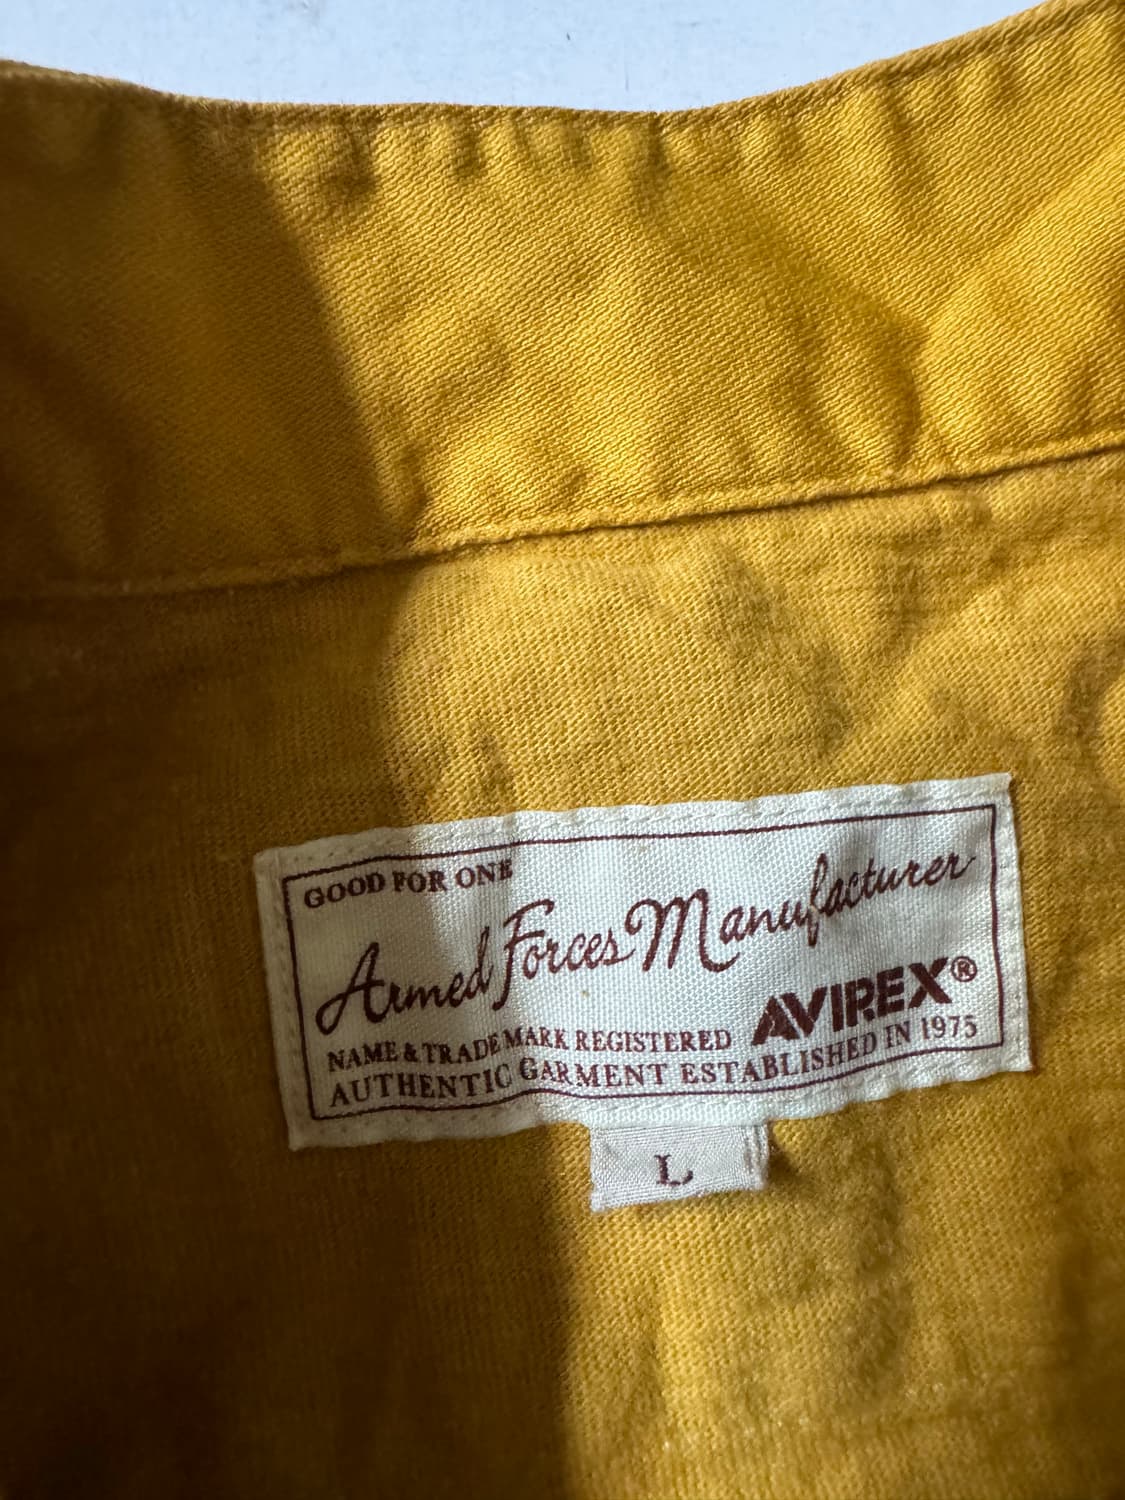 GOOD FOR ONE
Armed Forces Manufacturer
NAME & TRADE MARK REGISTERED AVIREX®
AUTHENTIC GARMENT ESTABLISHED IN 1975
L